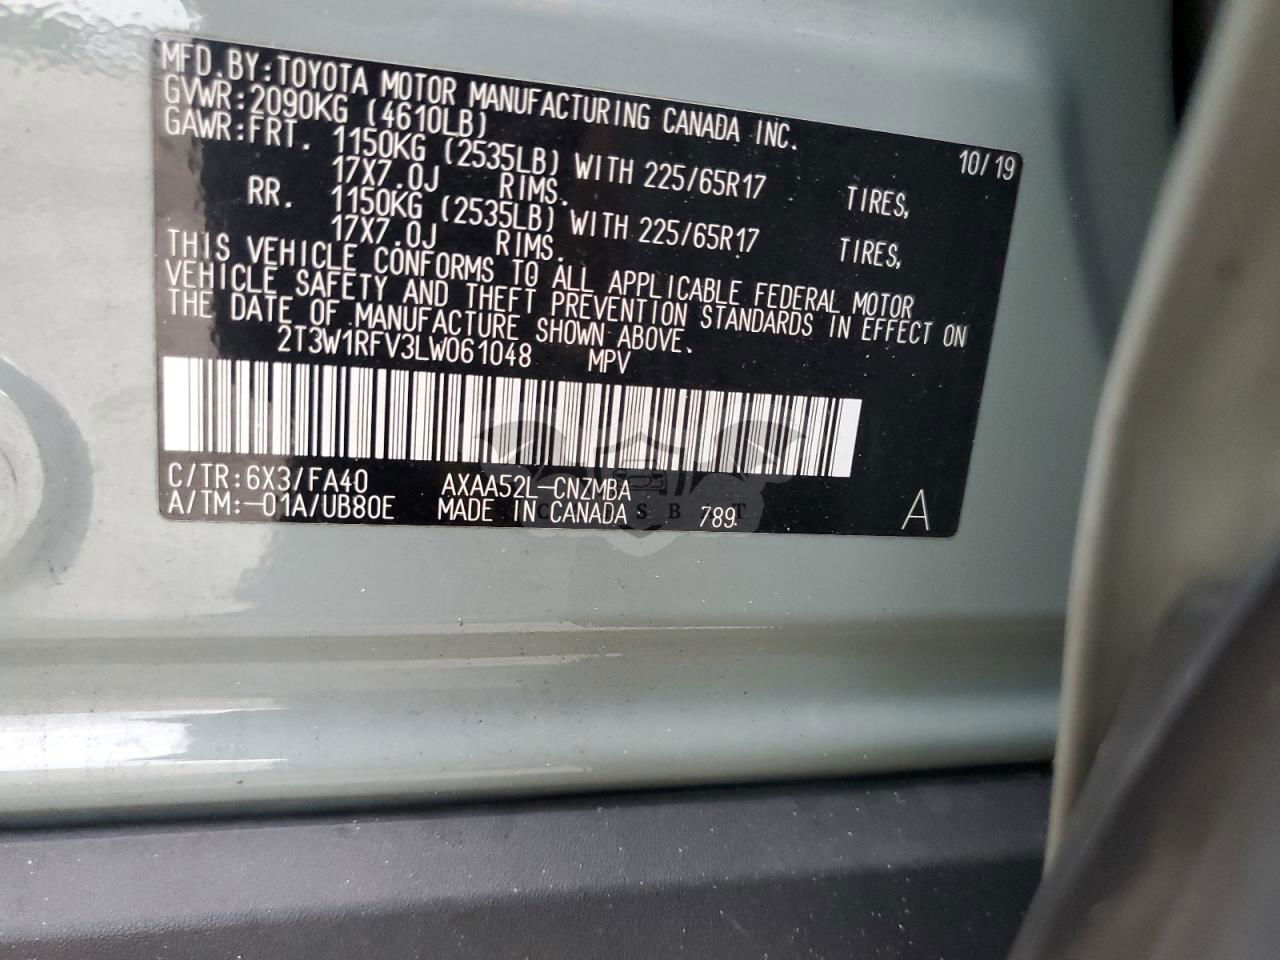 MFD.BY:TOYOTA MOTOR MANUFACTURING CANADA INC.
GVWR:2090KG (4610LB) 10/19
GAWR:FRT. 1150KG (2535LB) WITH 225/65R17 TIRES,
17X7.0J RIMS.
RR. 1150KG (2535LB) WITH 225/65R17 TIRES,
17X7.0J RIMS.
THIS VEHICLE CONFORMS TO ALL APPLICABLE FEDERAL MOTOR
VEHICLE SAFETY AND THEFT PREVENTION STANDARDS IN EFFECT ON
THE DATE OF MANUFACTURE SHOWN ABOVE.
2T3W1RFV3LW061048 MPV
C/TR:6X3/FA40 AXAA52L-CNZMBA
A/TM:-01A/UB80E MADE IN CANADA 789. A